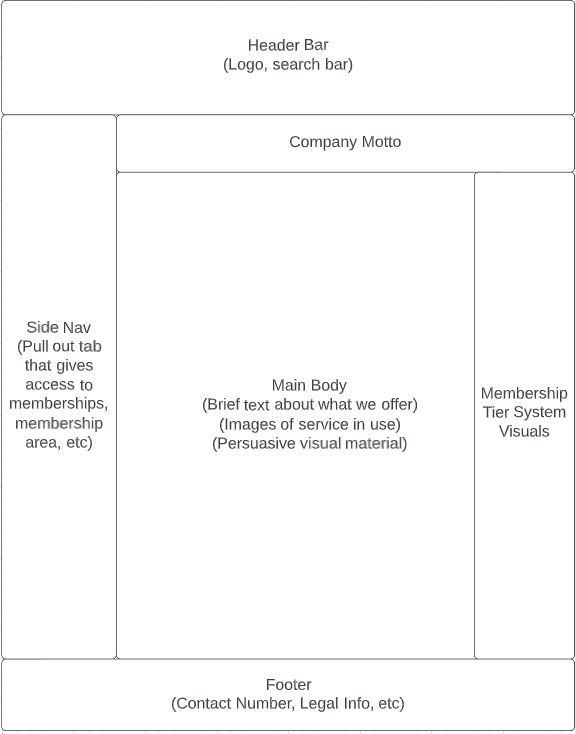 Header Bar
(Logo, search bar)
Company Motto
Side Nav
(Pull out tab
that gives
access to
memberships,
membership
area, etc)
Main Body
(Brief text about what we offer)
(Images of service in use)
(Persuasive visual material)
Membership
Tier System
Visuals
Footer
(Contact Number, Legal Info, etc)